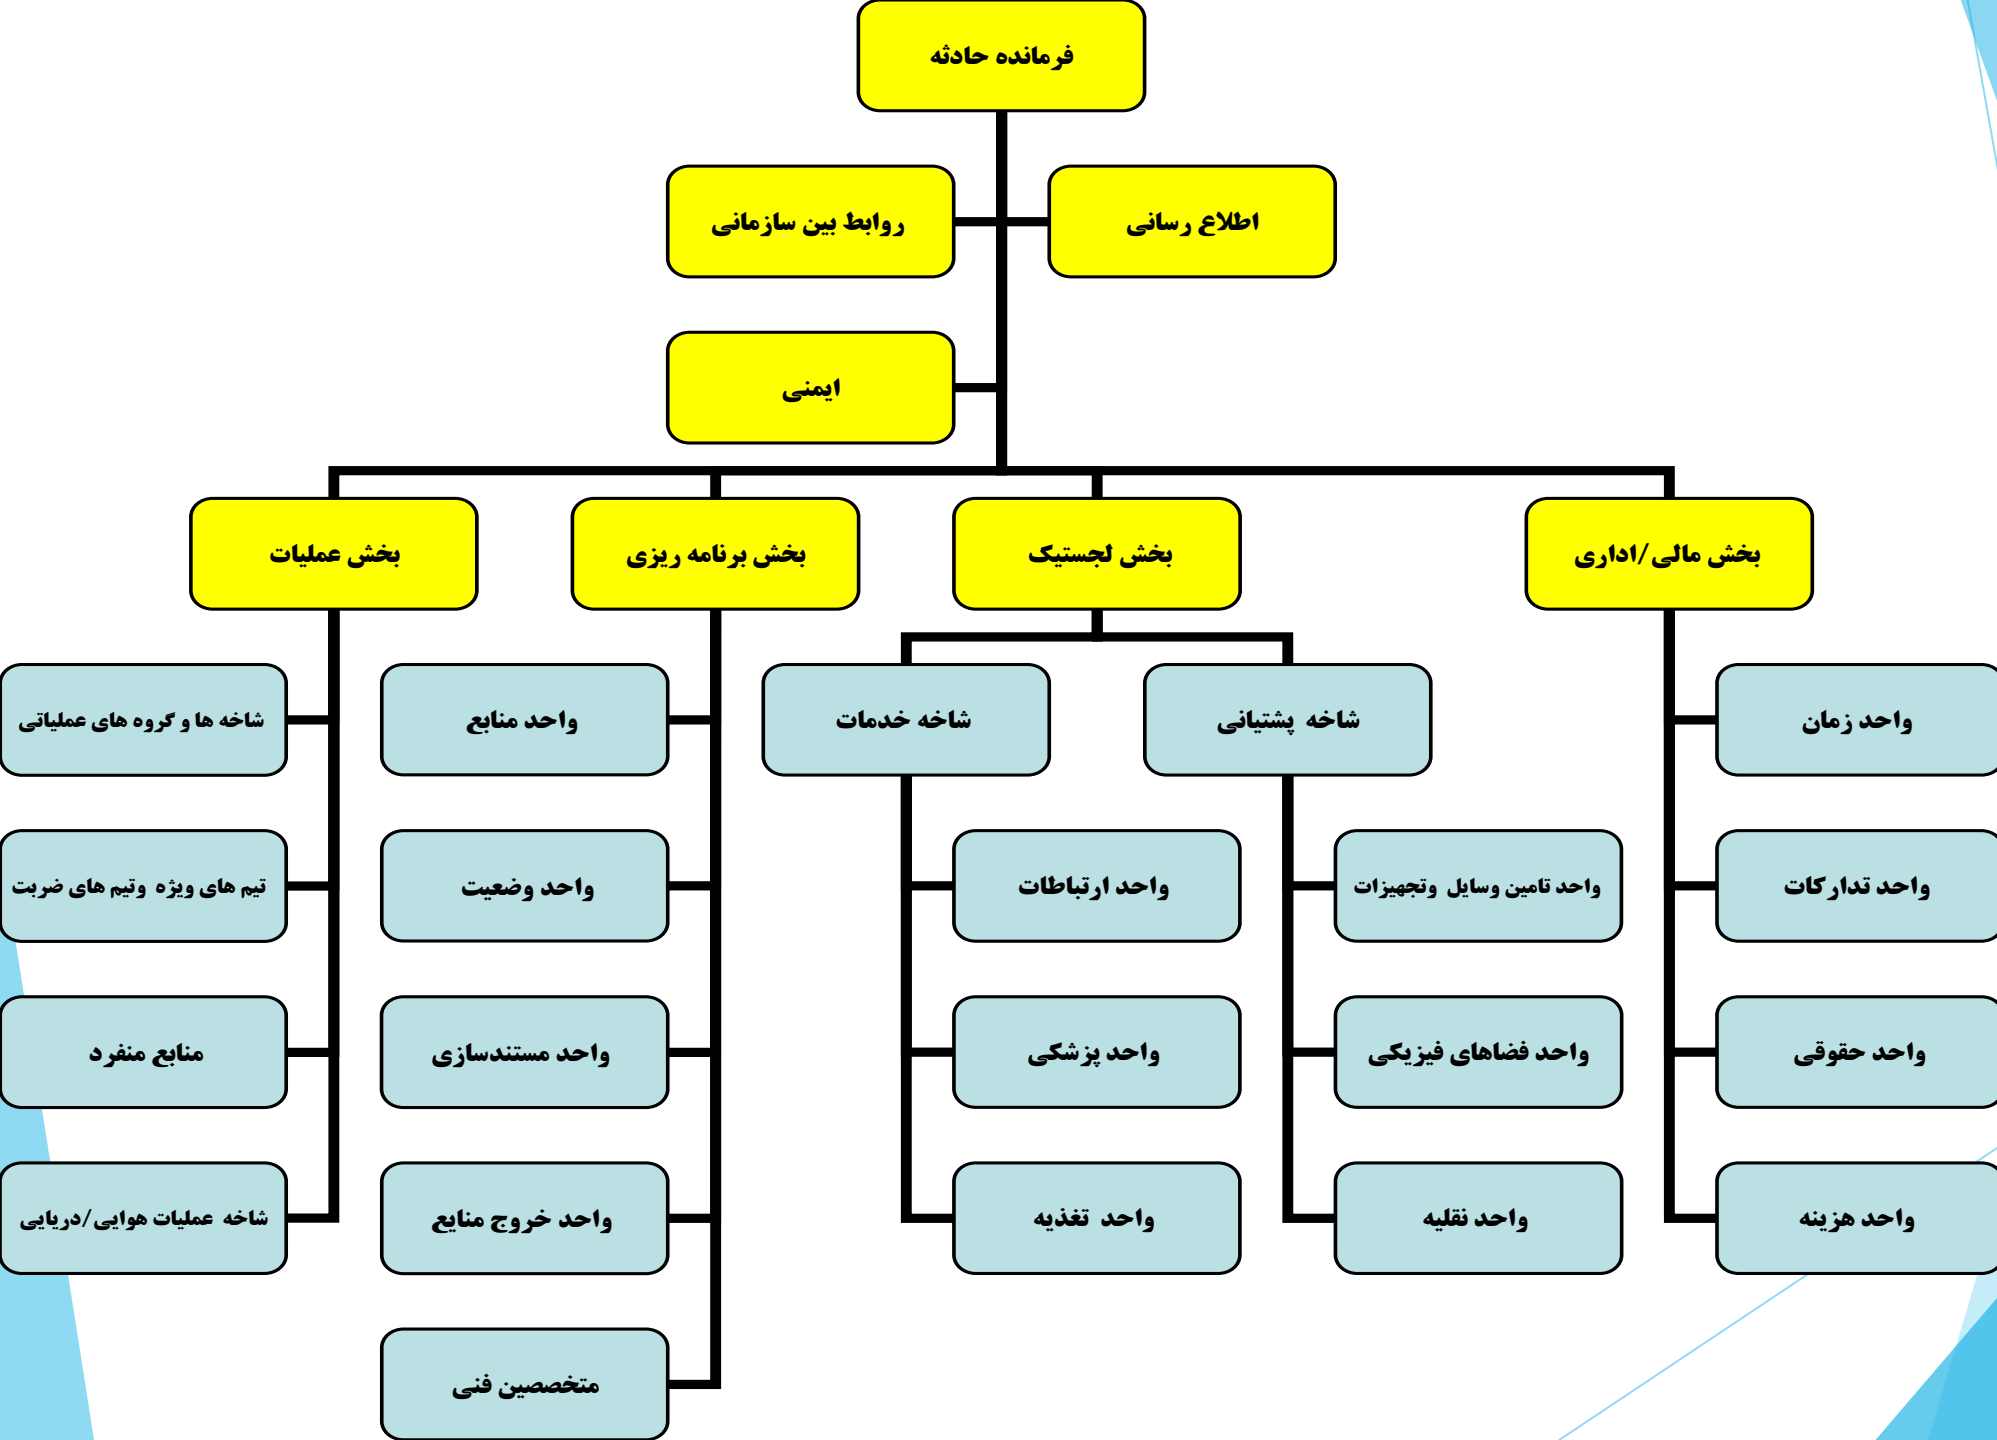 فرمانده حادثه
اطلاع رسانی
روابط بین سازمانی
ایمنی
بخش مالی/اداری
بخش لجستیک
بخش برنامه ریزی
بخش عملیات
واحد زمان
شاخه پشتیانی
شاخه خدمات
واحد منابع
شاخه ها و گروه های عملیاتی
واحد تدارکات
واحد تامین وسایل وتجهیزات
واحد ارتباطات
واحد وضعیت
تیم های ویژه وتیم های ضربت
واحد حقوقی
واحد فضاهای فیزیکی
واحد پزشکی
واحد مستندسازی
منابع منفرد
واحد هزینه
واحد نقلیه
واحد تغذیه
واحد خروج منابع
شاخه عملیات هوایی/دریایی
متخصصین فنی